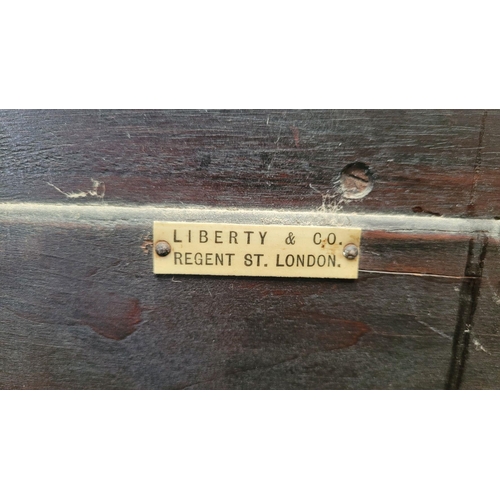 LIBERTY & CO.
REGENT ST. LONDON.